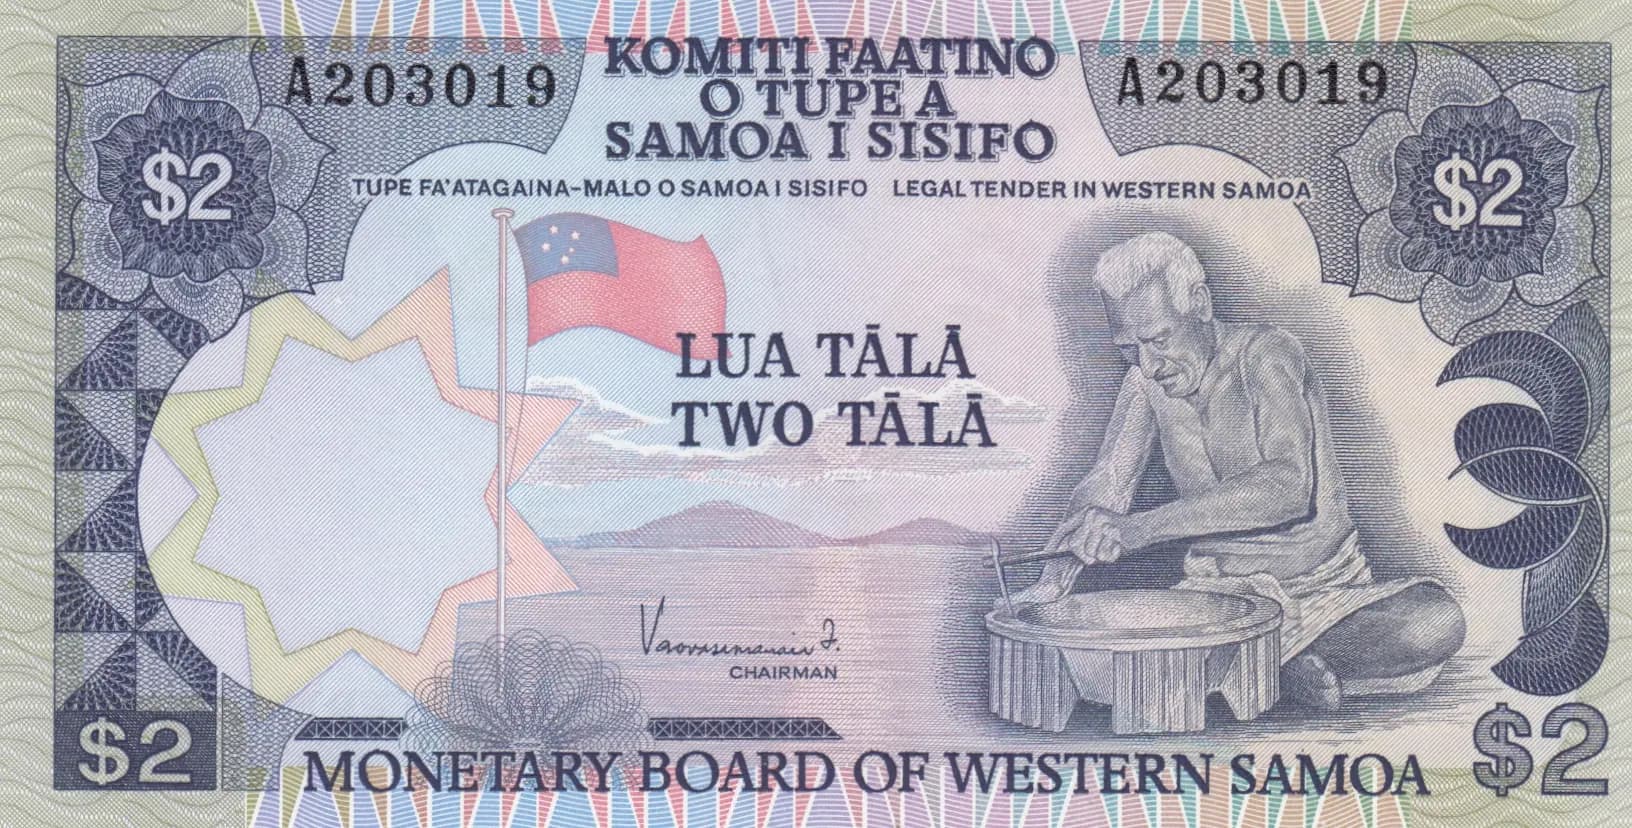 A203019
A203019
KOMITI FAATINO
O TUPE A
SAMOA I SISIFO
$2
$2
TUPE FA'ATAGAINA-MALO O SAMOA I SISIFO LEGAL TENDER IN WESTERN SAMOA
LUA TĀLĀ
TWO TĀLĀ
CHAIRMAN
$2
MONETARY BOARD OF WESTERN SAMOA
$2